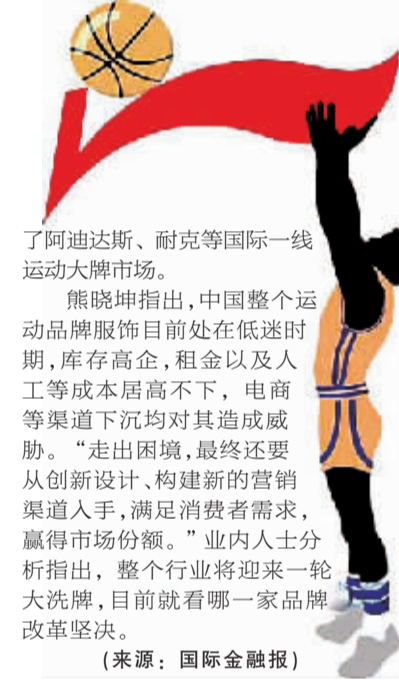 了阿迪达斯、耐克等国际一线
运动大牌市场。
熊晓坤指出,中国整个运
动品牌服饰目前处在低迷时
期,库存高企,租金以及人
工等成本居高不下，电商
等渠道下沉均对其造成威
胁。“走出困境,最终还要
从创新设计、构建新的营销
渠道入手,满足消费者需求，
赢得市场份额。”业内人士分
析指出，整个行业将迎来一轮
大洗牌,目前就看哪一家品牌
改革坚决。
(来源：国际金融报)